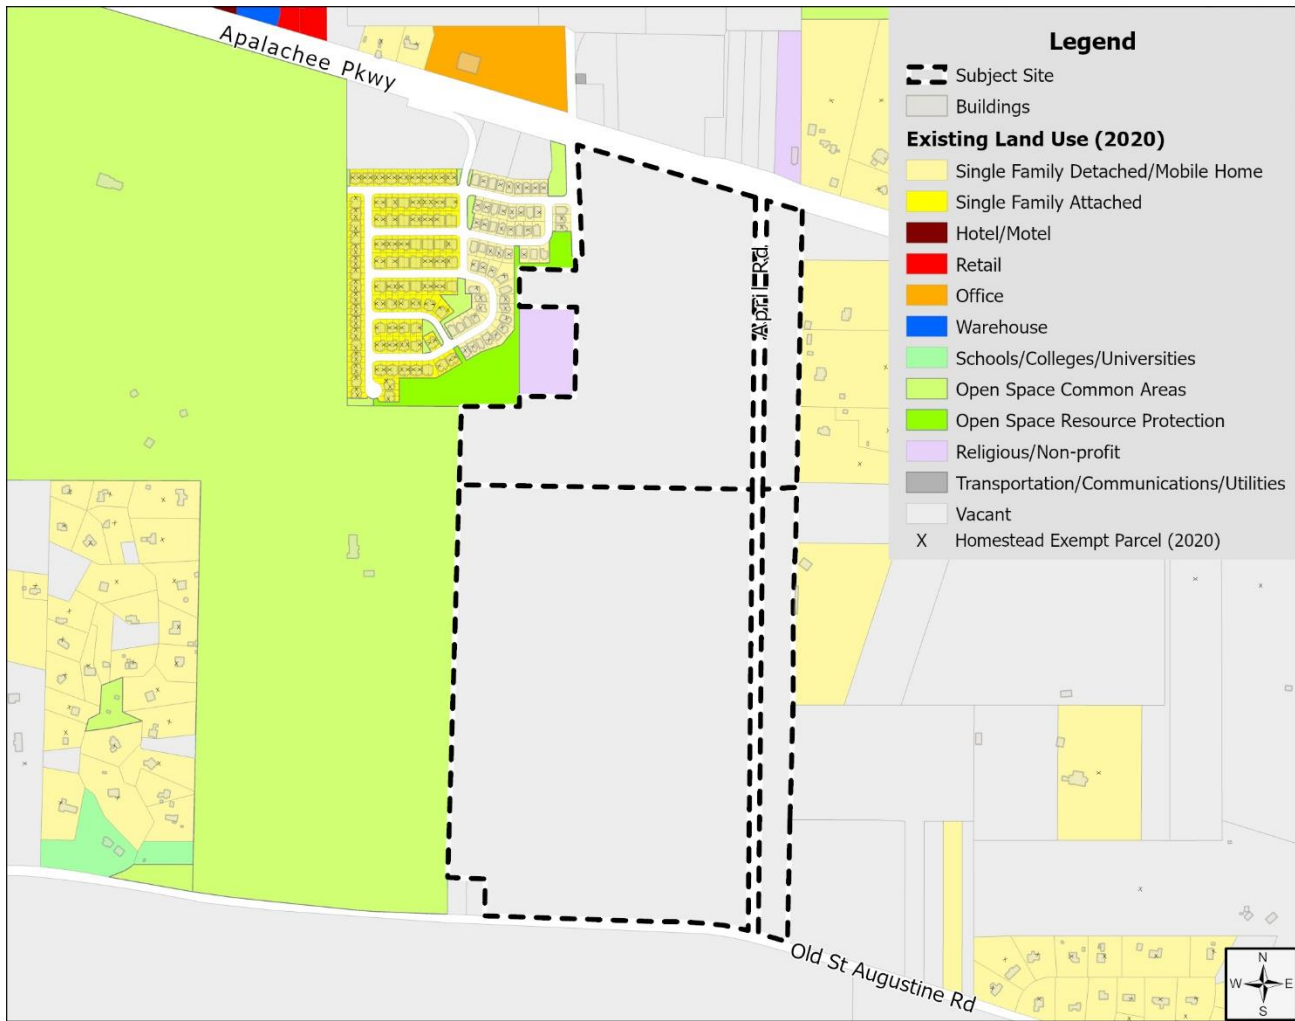 Apalachee Pkwy
April Rd
Old St Augustine Rd
Legend
Subject Site
Buildings
Existing Land Use (2020)
Single Family Detached/Mobile Home
Single Family Attached
Hotel/Motel
Retail
Office
Warehouse
Schools/Colleges/Universities
Open Space Common Areas
Open Space Resource Protection
Religious/Non-profit
Transportation/Communications/Utilities
Vacant
X Homestead Exempt Parcel (2020)
N
W E
S